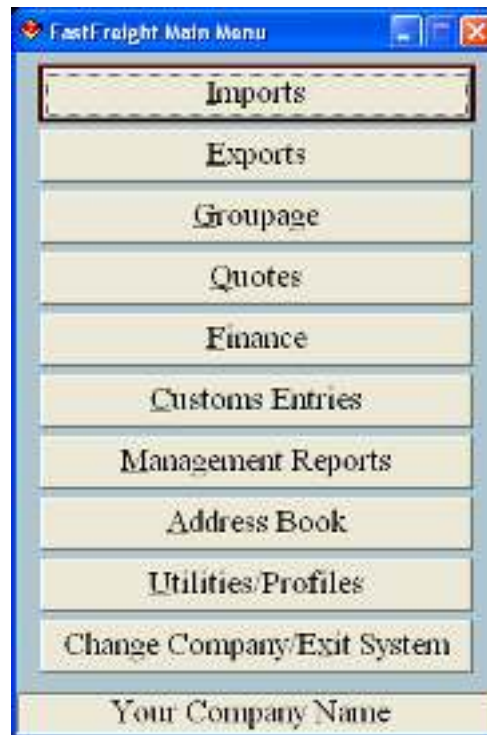 FastFreight Main Menu
Imports
Exports
Groupage
Quotes
Finance
Customs Entries
Management Reports
Address Book
Utilities/Profiles
Change Company/Exit System
Your Company Name